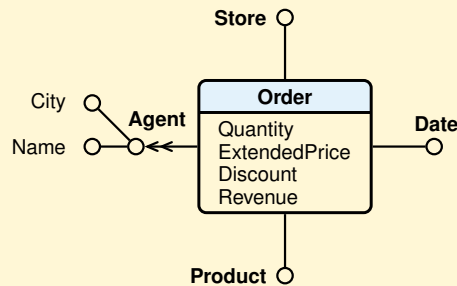 Store
City
Agent
Order
Name
Quantity
ExtendedPrice
Discount
Revenue
Date
Product